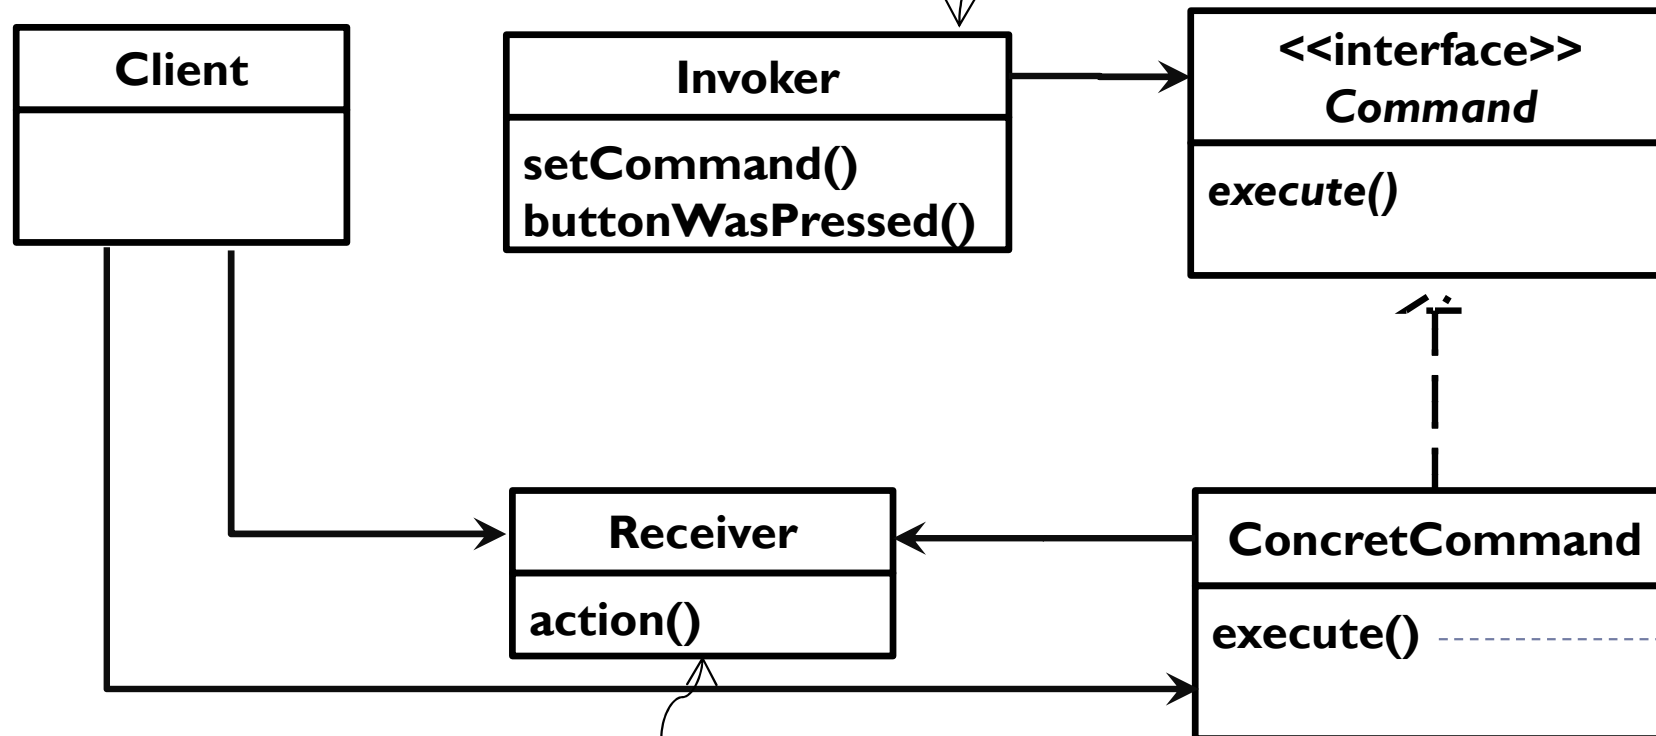 Client
Invoker
setCommand()
buttonWasPressed()
<<interface>>
Command
execute()
Receiver
action()
ConcretCommand
execute()